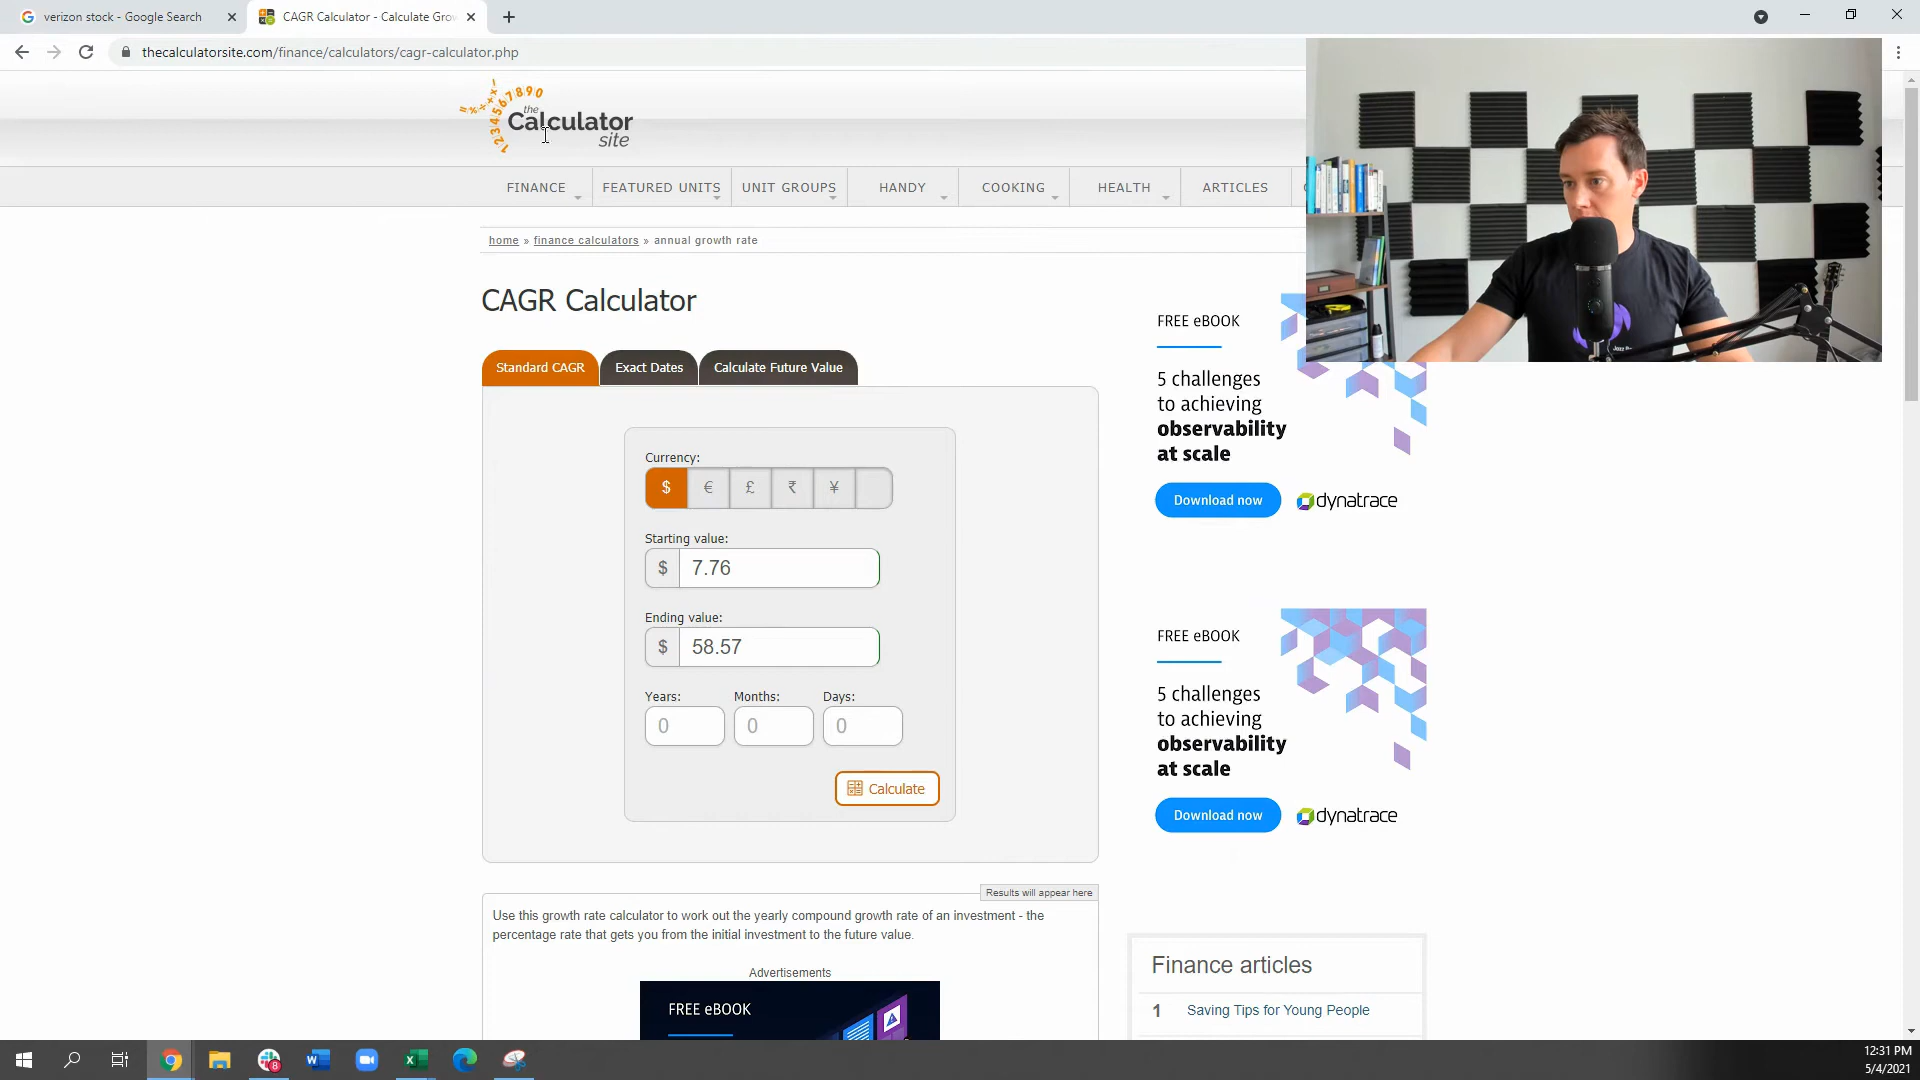 verizon stock - Google Search
CAGR Calculator - Calculate Gro
thecalculatorsite.com/finance/calculators/cagr-calculator.php
=%÷×+-
1234567890
the
Calculator
site
FINANCE
FEATURED UNITS
UNIT GROUPS
HANDY
COOKING
HEALTH
ARTICLES
home » finance calculators » annual growth rate
CAGR Calculator
Standard CAGR
Exact Dates
Calculate Future Value
Currency:
$ € £ ₹ ¥
Starting value:
$ 7.76
Ending value:
$ 58.57
Years: Months: Days:
0 0 0
Calculate
Results will appear here
Use this growth rate calculator to work out the yearly compound growth rate of an investment - the
percentage rate that gets you from the initial investment to the future value.
Advertisements
FREE eBOOK
FREE eBOOK
5 challenges
to achieving
observability
at scale
Download now
dynatrace
FREE eBOOK
5 challenges
to achieving
observability
at scale
Download now
dynatrace
Finance articles
1 Saving Tips for Young People
8
12:31 PM
5/4/2021